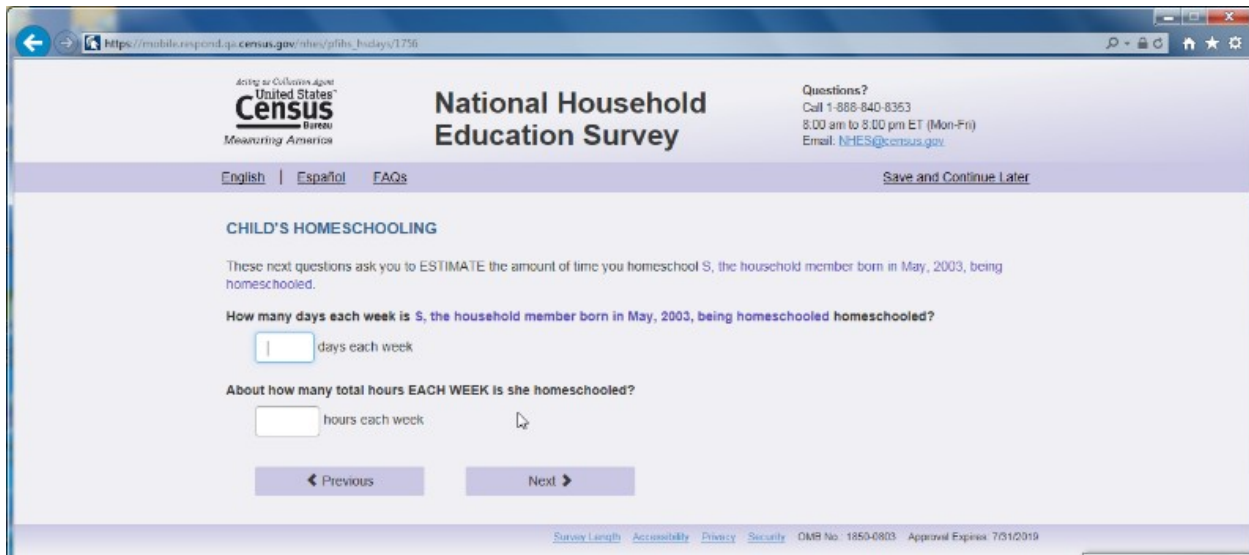 https://mobile.respond.qa.census.gov/nhes/pfihs_hsdays/1756
Acting as Collection Agent
United States™
Census
Bureau
Measuring America
National Household
Education Survey
Questions?
Call 1-888-840-8353
8:00 am to 8:00 pm ET (Mon-Fri)
Email: NHES@census.gov
English | Español FAQs Save and Continue Later
CHILD'S HOMESCHOOLING
These next questions ask you to ESTIMATE the amount of time you homeschool S, the household member born in May, 2003, being
homeschooled.
How many days each week is S, the household member born in May, 2003, being homeschooled homeschooled?
days each week
About how many total hours EACH WEEK is she homeschooled?
hours each week
Previous Next
Survey Length Accessibility Privacy Security OMB No.: 1850-0803 Approval Expires: 7/31/2019